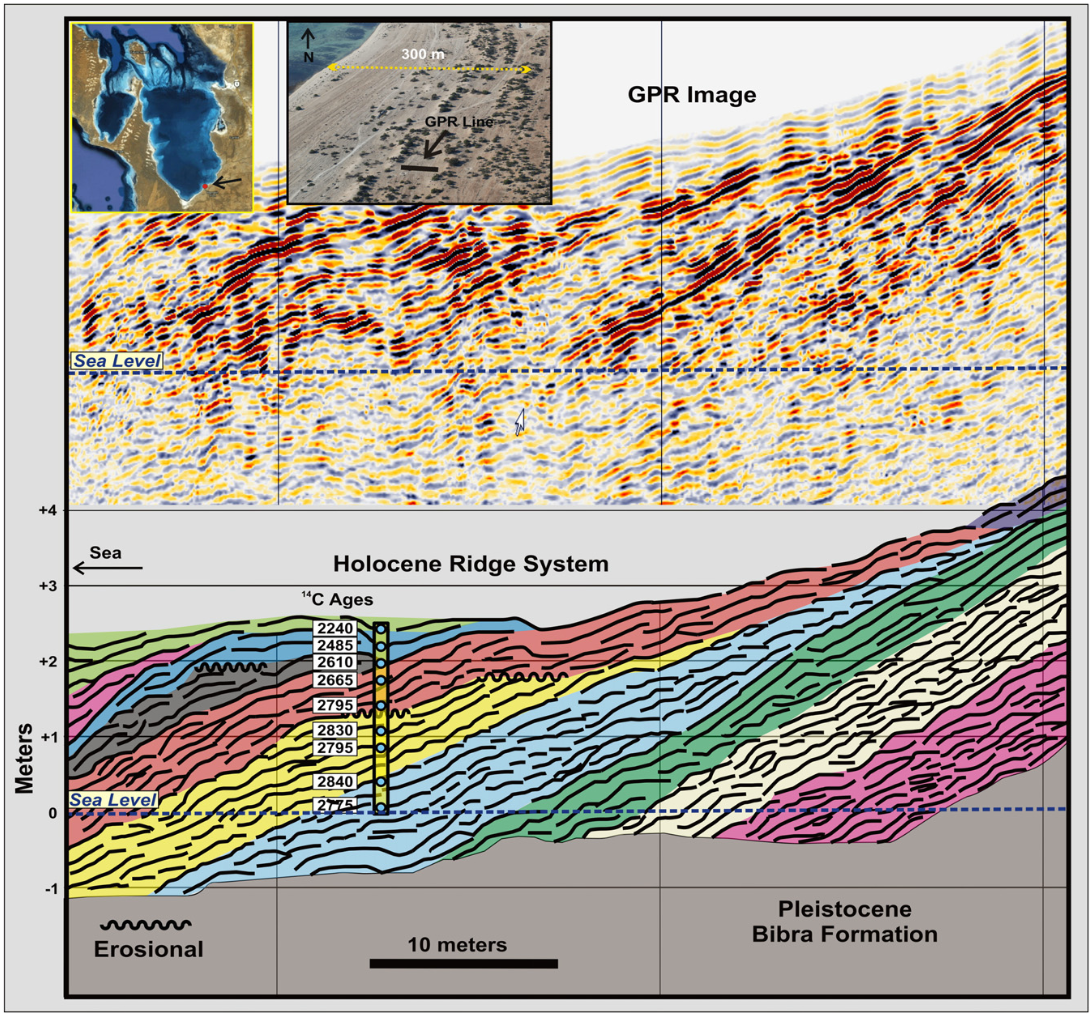 N
300 m
GPR Line
GPR Image
Sea Level
+4
Sea
Holocene Ridge System
+3
¹⁴C Ages
2240
2485
+2
2610
2665
2795
+1
2830
2795
2840
Sea Level
2775
0
Meters
-1
Erosional
10 meters
Pleistocene
Bibra Formation